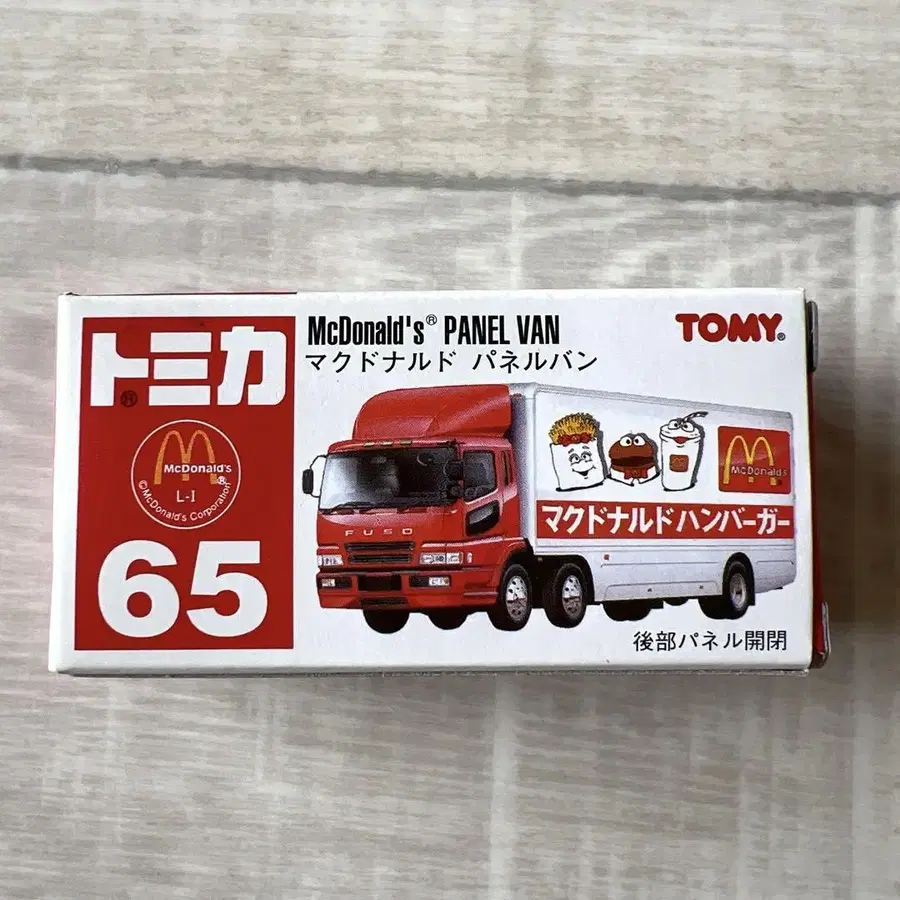 トミカ®
McDonald's®
L-I
©McDonald's Corporation
65
McDonald's® PANEL VAN
マクドナルド パネルバン
TOMY®
FUSO
McDonald's
マクドナルドハンバーガー
後部パネル開閉